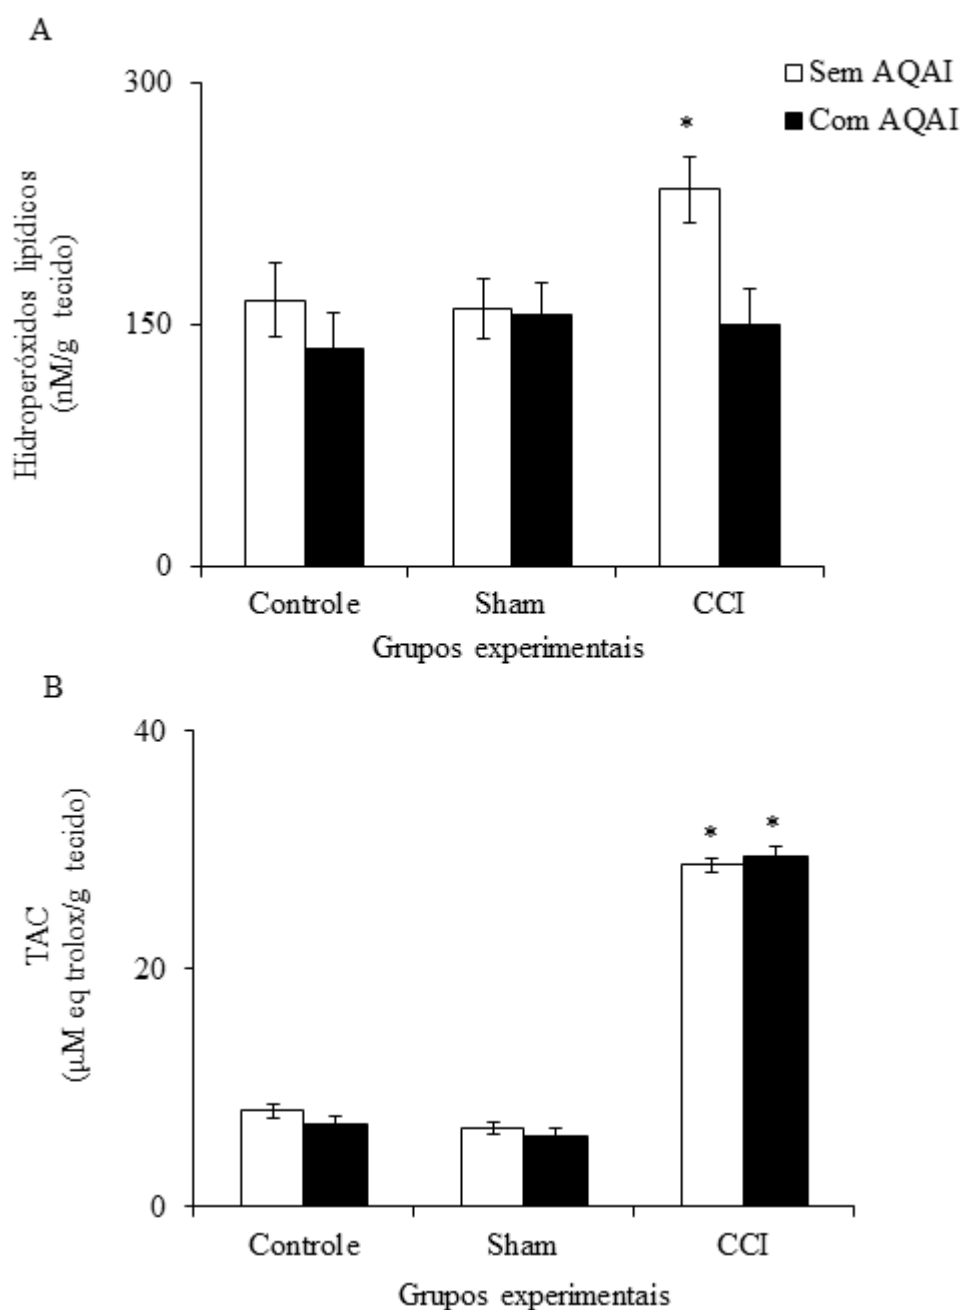 A
300
Sem AQAI
Com AQAI
*
Hidroperóxidos lipídicos
(nM/g tecido)
150
0
Controle
Sham
CCI
Grupos experimentais
B
40
*
*
TAC
(µM eq trolox/g tecido)
20
0
Controle
Sham
CCI
Grupos experimentais